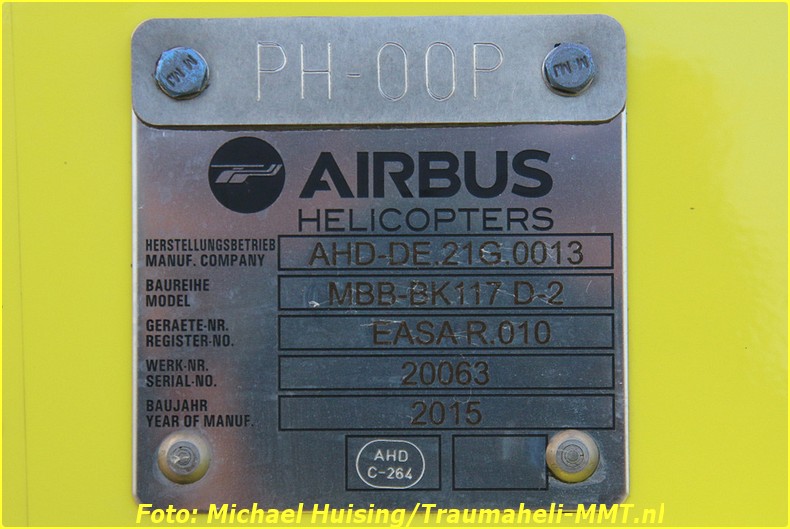 PH-OOP
AIRBUS
HELICOPTERS
HERSTELLUNGSBETRIEB
MANUF. COMPANY
AHD-DE.21G.0013
BAUREIHE
MODEL
MBB-BK117 D-2
GERAETE-NR.
REGISTER-NO.
EASA R.010
WERK-NR.
SERIAL-NO.
20063
BAUJAHR
YEAR OF MANUF.
2015
AHD
C-264
Foto: Michael Huising/Traumaheli-MMT.nl